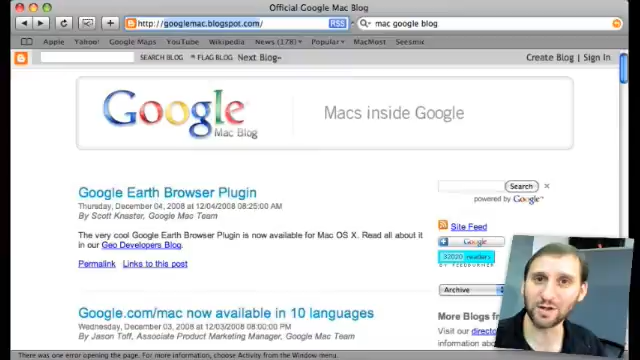 Official Google Mac Blog
http://googlemac.blogspot.com/ RSS mac google blog
Apple Yahoo! Google Maps YouTube Wikipedia News (178) Popular MacMost Seesmic
SEARCH BLOG FLAG BLOG Next Blog» Create Blog | Sign In
Google Mac Blog
Macs inside Google
Google Earth Browser Plugin
Thursday, December 04, 2008 at 12/04/2008 08:25:00 AM
By Scott Knaster, Google Mac Team
The very cool Google Earth Browser Plugin is now available for Mac OS X. Read all about it
in our Geo Developers Blog.
Permalink Links to this post
Google.com/mac now available in 10 languages
Wednesday, December 03, 2008 at 12/03/2008 08:00:00 PM
By Jason Toff, Associate Product Marketing Manager, Google Mac Team
Search
powered by Google™
Site Feed
Google
32020 readers
BY FEEDBURNER
Archive
More Blogs f
Visit our direct
There was one error opening the page. For more information, choose Activity from the Window menu.